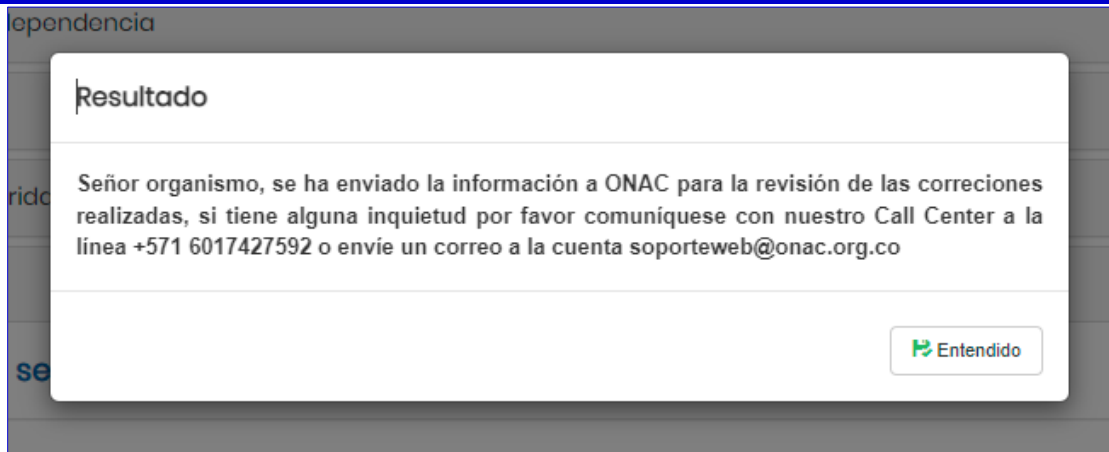 ependencia
Resultado
Señor organismo, se ha enviado la información a ONAC para la revisión de las correciones
realizadas, si tiene alguna inquietud por favor comuníquese con nuestro Call Center a la
línea +571 6017427592 o envíe un correo a la cuenta soporteweb@onac.org.co
Entendido
se